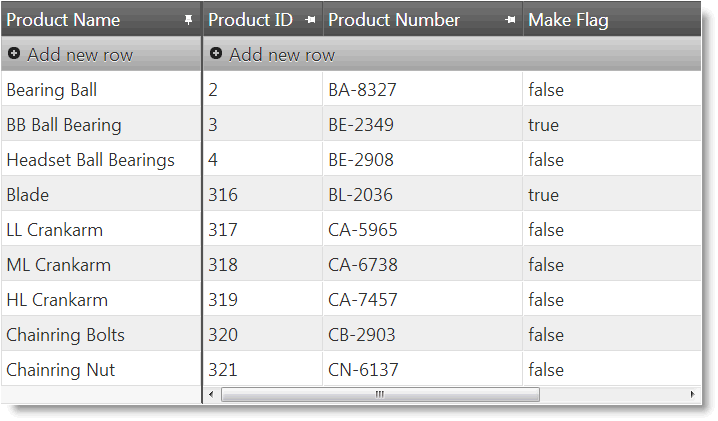 Product Name Product ID Product Number Make Flag
Add new row Add new row
Bearing Ball 2 BA-8327 false
BB Ball Bearing 3 BE-2349 true
Headset Ball Bearings 4 BE-2908 false
Blade 316 BL-2036 true
LL Crankarm 317 CA-5965 false
ML Crankarm 318 CA-6738 false
HL Crankarm 319 CA-7457 false
Chainring Bolts 320 CB-2903 false
Chainring Nut 321 CN-6137 false